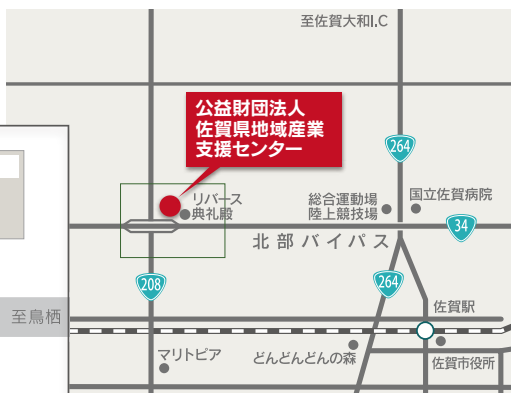 至佐賀大和I.C
公益財団法人
佐賀県地域産業
支援センター
264
リバース
典礼殿
総合運動場
陸上競技場
国立佐賀病院
34
北部バイパス
208
264
至鳥栖
佐賀駅
マリトピア
どんどんどんの森
佐賀市役所